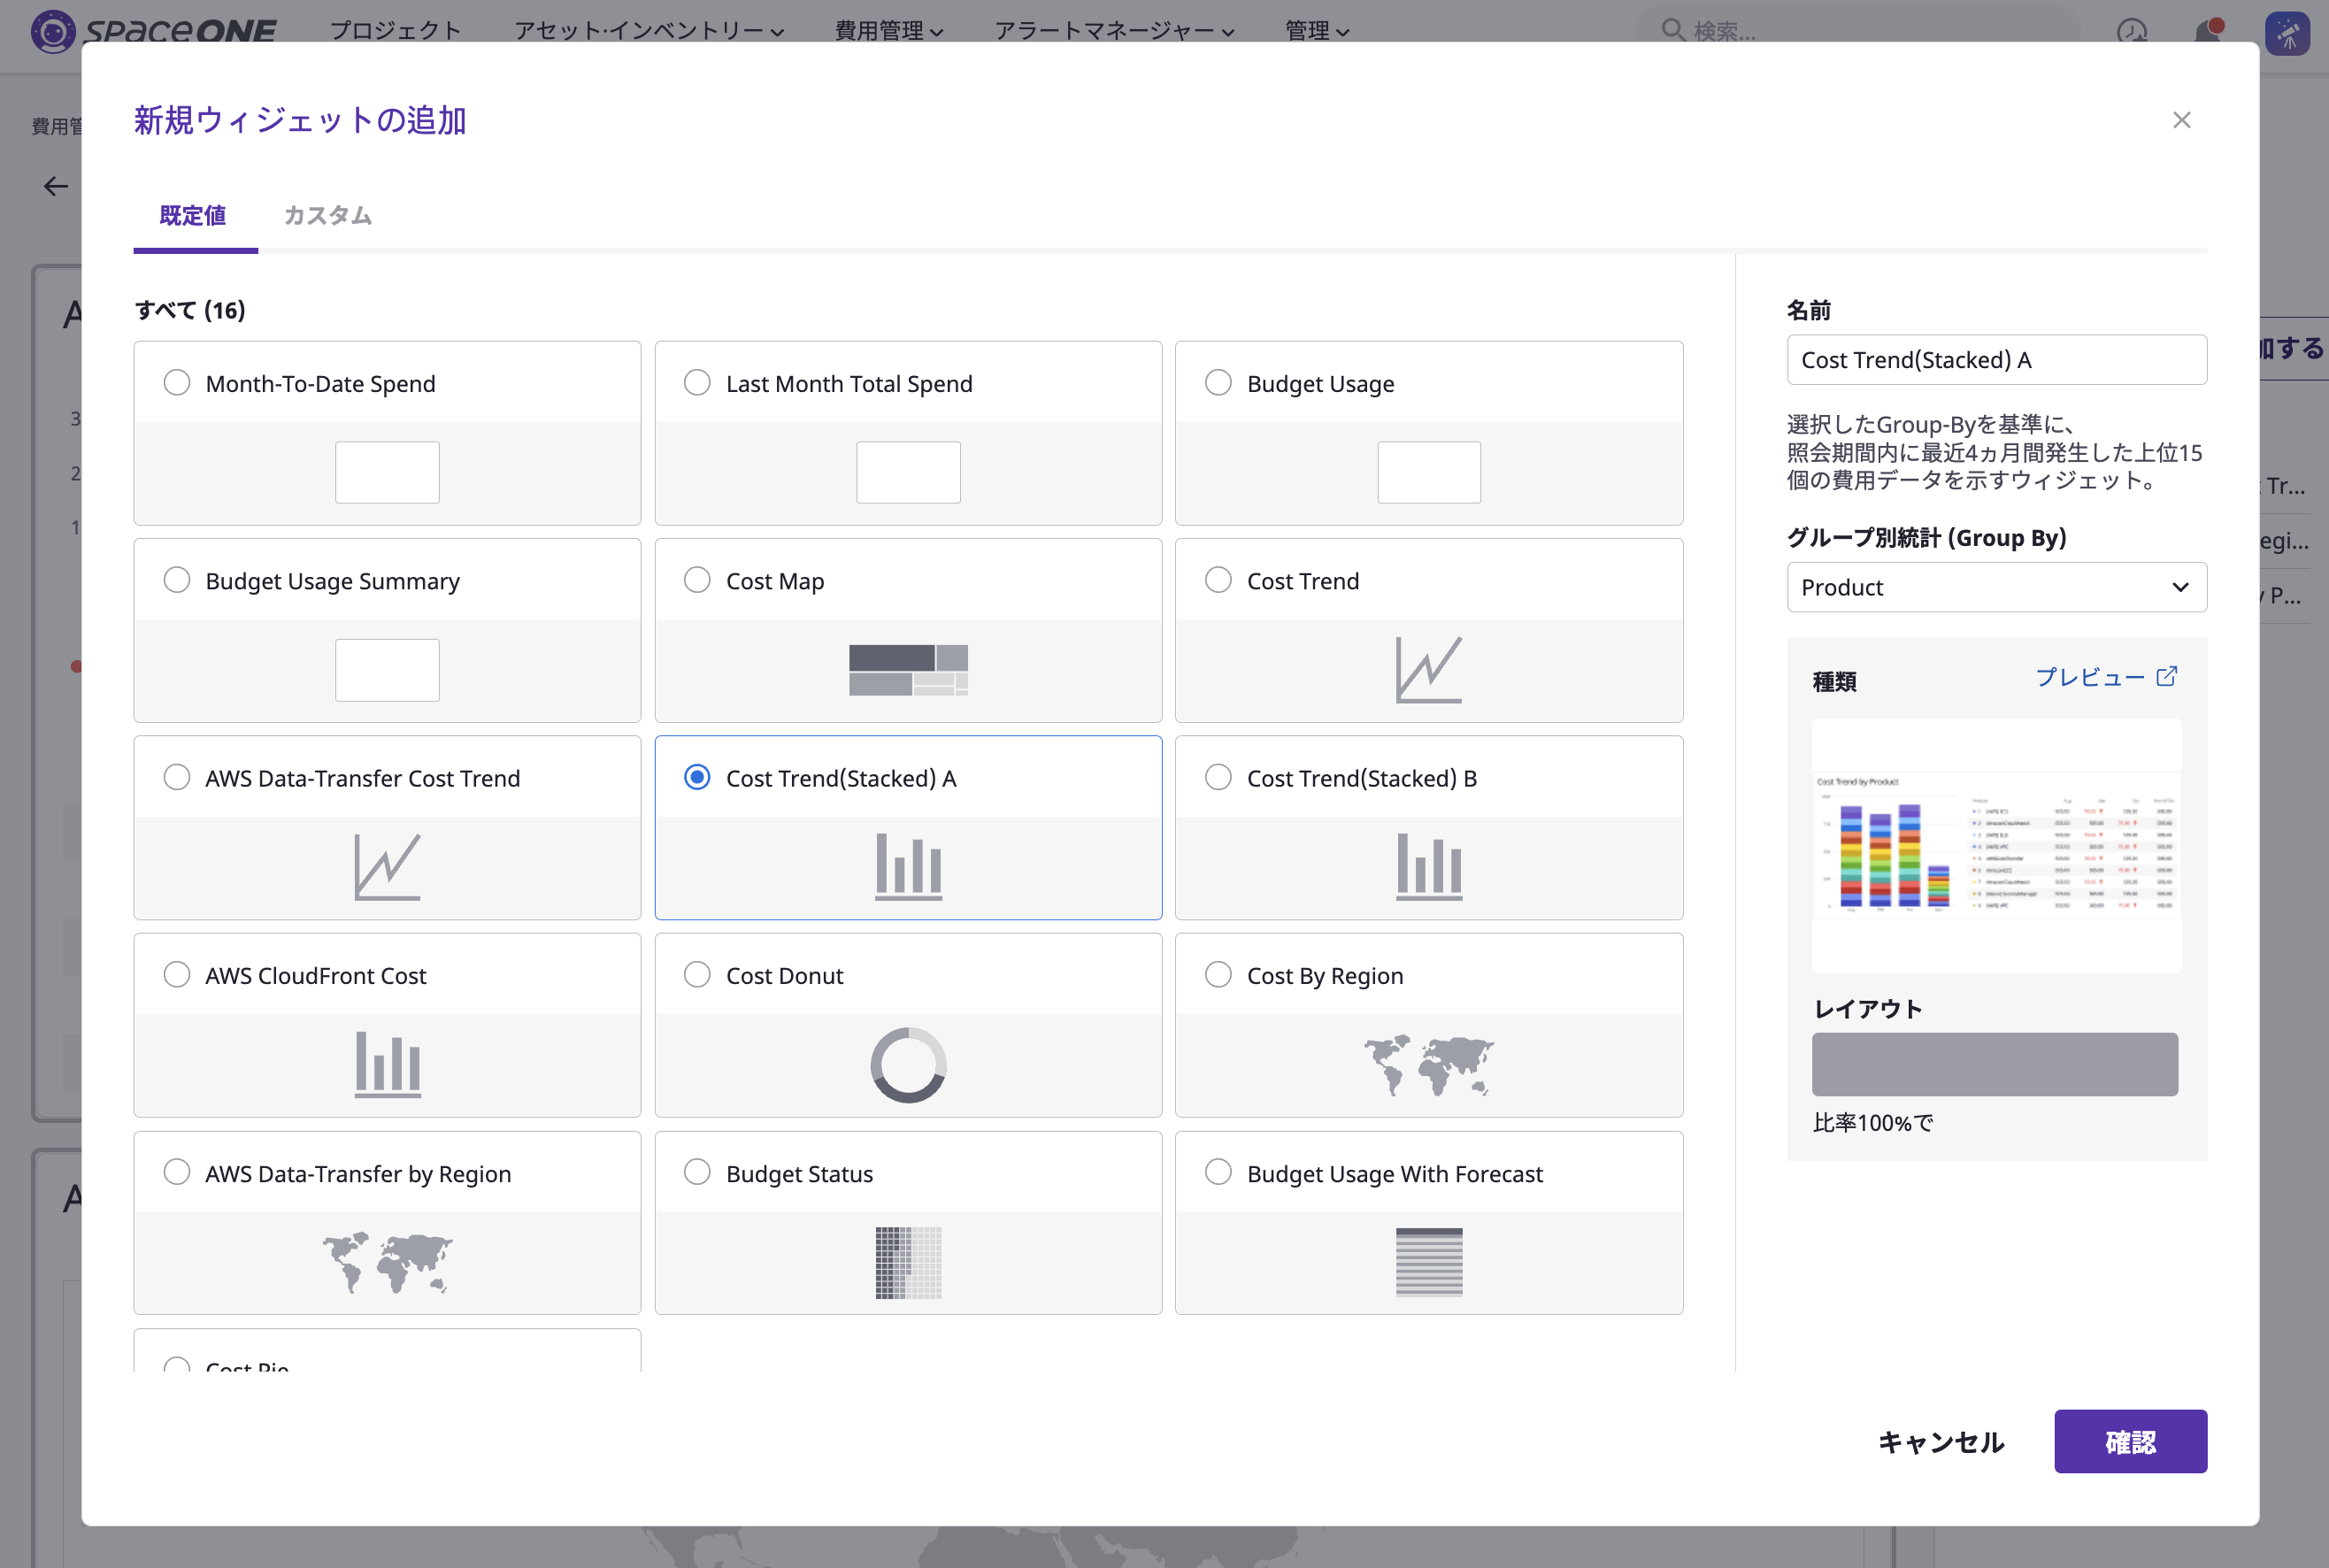 SPACEONE プロジェクト アセット·インベントリー 費用管理 アラートマネージャー 管理 検索...
費用管
新規ウィジェットの追加
既定値 カスタム
すべて (16)
Month-To-Date Spend
Last Month Total Spend
Budget Usage
Budget Usage Summary
Cost Map
Cost Trend
AWS Data-Transfer Cost Trend
Cost Trend(Stacked) A
Cost Trend(Stacked) B
AWS CloudFront Cost
Cost Donut
Cost By Region
AWS Data-Transfer by Region
Budget Status
Budget Usage With Forecast
Cost Pie
名前
Cost Trend(Stacked) A
選択したGroup-Byを基準に、
照会期間内に最近4ヵ月間発生した上位15
個の費用データを示すウィジェット。
グループ別統計 (Group By)
Product
種類
プレビュー
Cost Trend by Product
レイアウト
比率100%で
キャンセル
確認
A
3
2
1
A
加する
Tr...
egi...
P...